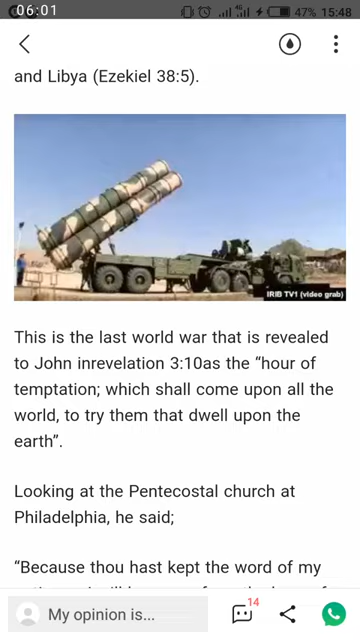 06:01
47% 15:48
and Libya (Ezekiel 38:5).
IRIB TV1 (video grab)
This is the last world war that is revealed
to John inrevelation 3:10as the “hour of
temptation; which shall come upon all the
world, to try them that dwell upon the
earth”.
Looking at the Pentecostal church at
Philadelphia, he said;
“Because thou hast kept the word of my
My opinion is...
14